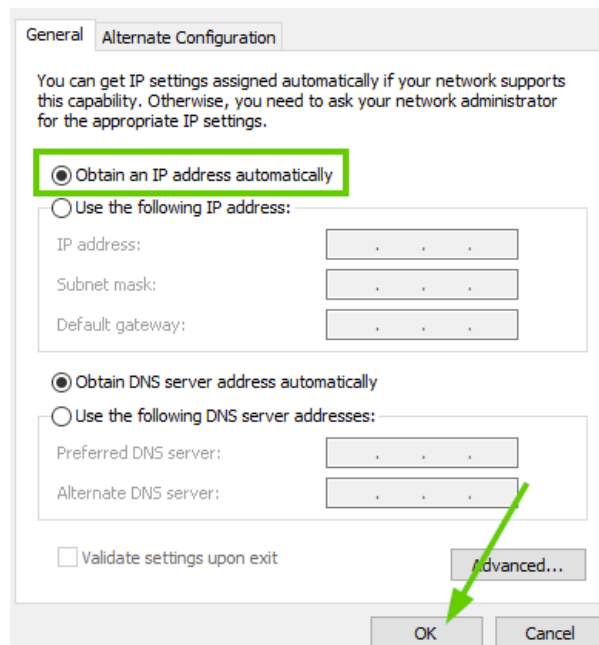 General
Alternate Configuration
You can get IP settings assigned automatically if your network supports
this capability. Otherwise, you need to ask your network administrator
for the appropriate IP settings.
Obtain an IP address automatically
Use the following IP address:
IP address:
Subnet mask:
Default gateway:
Obtain DNS server address automatically
Use the following DNS server addresses:
Preferred DNS server:
Alternate DNS server:
Validate settings upon exit
Advanced...
OK
Cancel